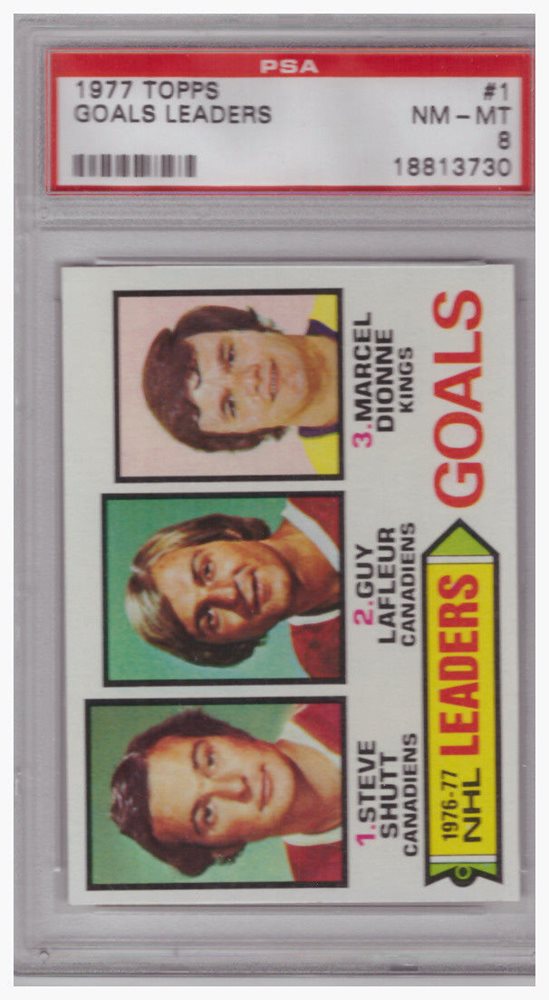 PSA
1977 TOPPS #1
GOALS LEADERS NM - MT
8
18813730
1.STEVE
SHUTT
CANADIENS
2.GUY
LAFLEUR
CANADIENS
3.MARCEL
DIONNE
KINGS
1976-77
NHL LEADERS GOALS